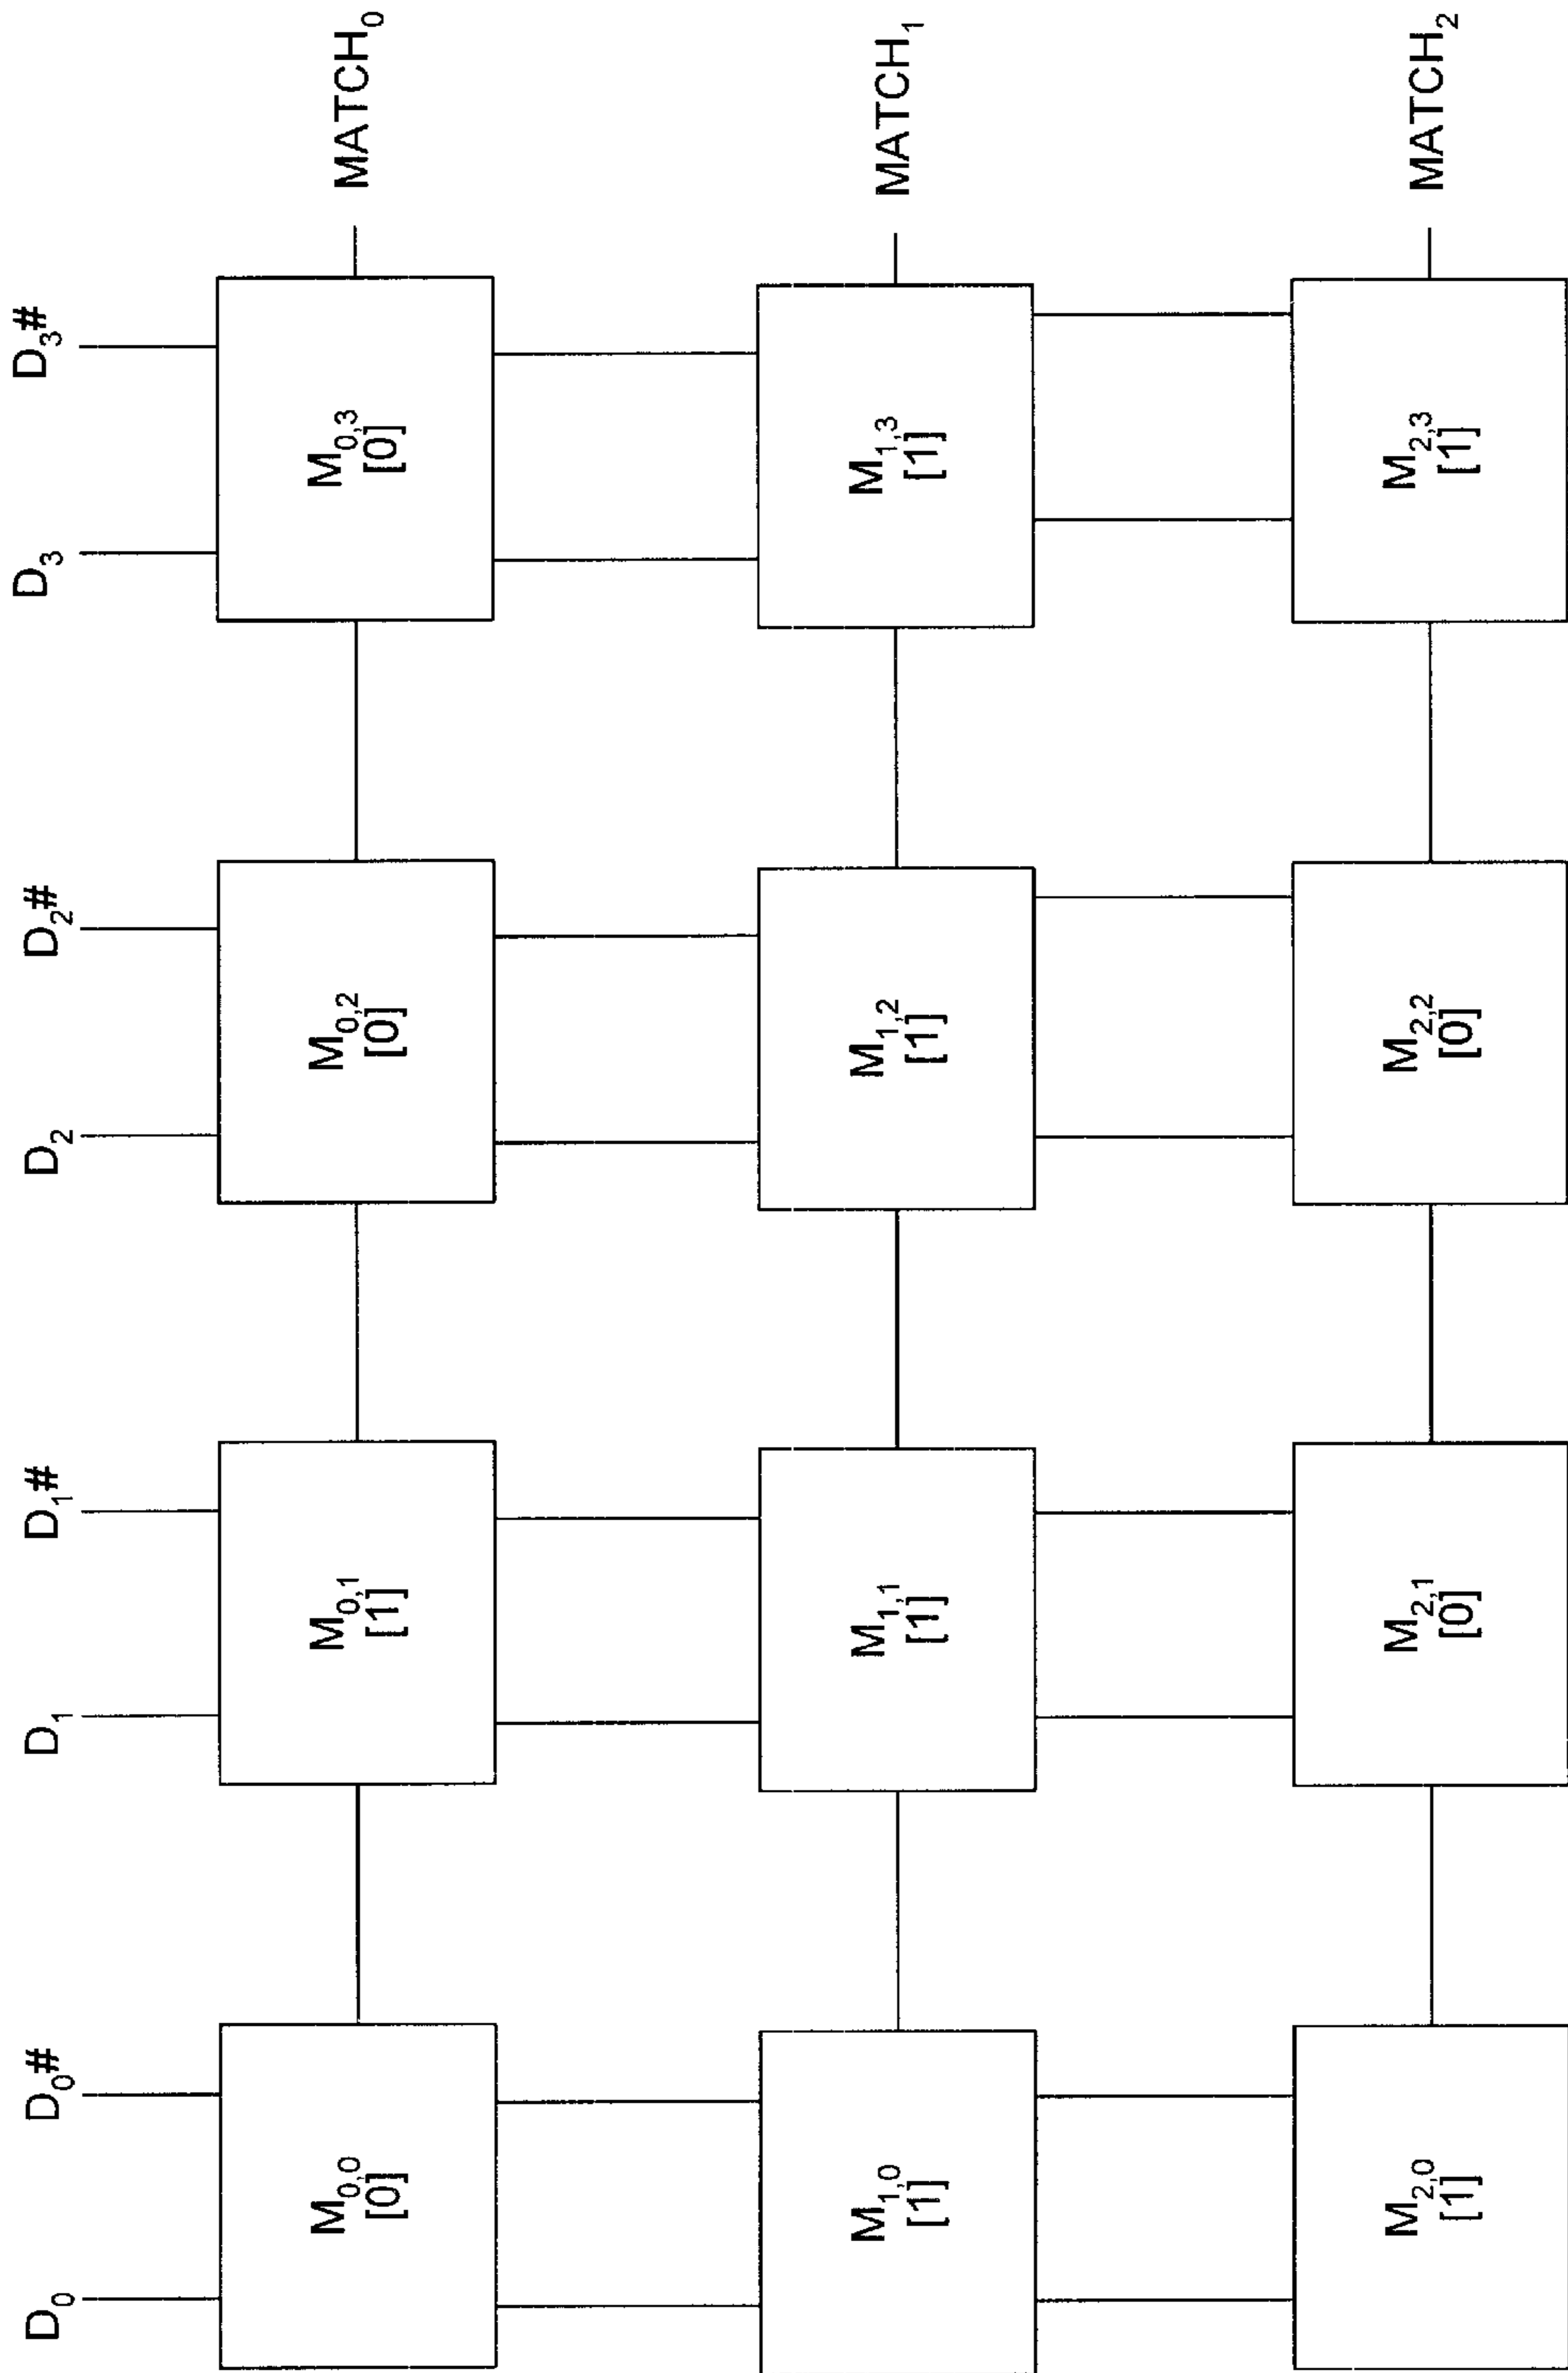 D₀ D₀# D₁ D₁# D₂ D₂# D₃ D₃#
M₀,₀ M₀,₁ M₀,₂ M₀,₃ MATCH₀
[0] [1] [0] [0]
M₁,₀ M₁,₁ M₁,₂ M₁,₃ MATCH₁
[1] [1] [1] [1]
M₂,₀ M₂,₁ M₂,₂ M₂,₃ MATCH₂
[1] [0] [0] [1]